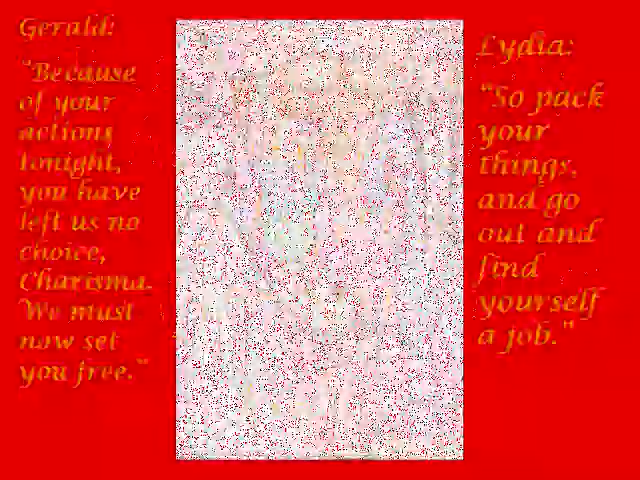 Gerald:
"Because
of your
actions
tonight,
you have
left us no
choice,
Charisma.
We must
now set
you free."
Lydia:
"So pack
your
things,
and go
out and
find
yourself
a job."